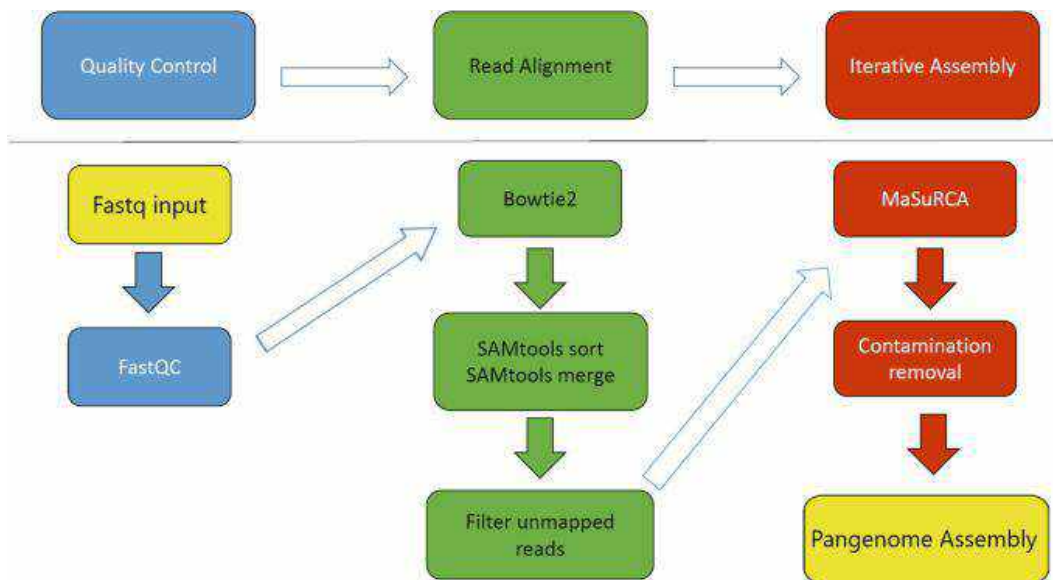 Quality Control
Read Alignment
Iterative Assembly
Fastq input
FastQC
Bowtie2
SAMtools sort
SAMtools merge
Filter unmapped
reads
MaSuRCA
Contamination
removal
Pangenome Assembly